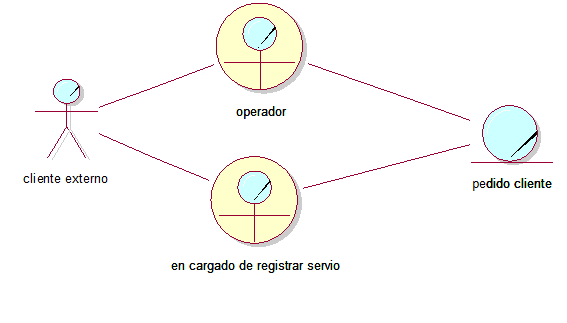 operador
cliente externo
pedido cliente
en cargado de registrar servio